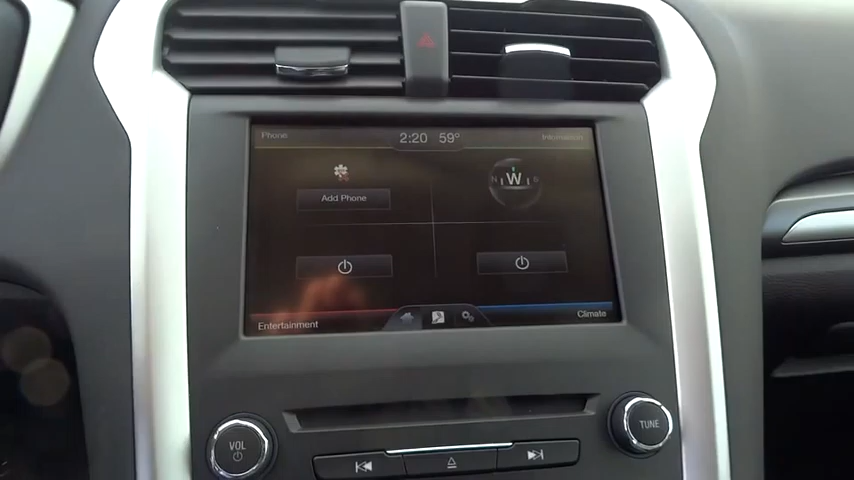 Phone
2:20 59°
Information
N W S
Add Phone
Entertainment
Climate
VOL
TUNE